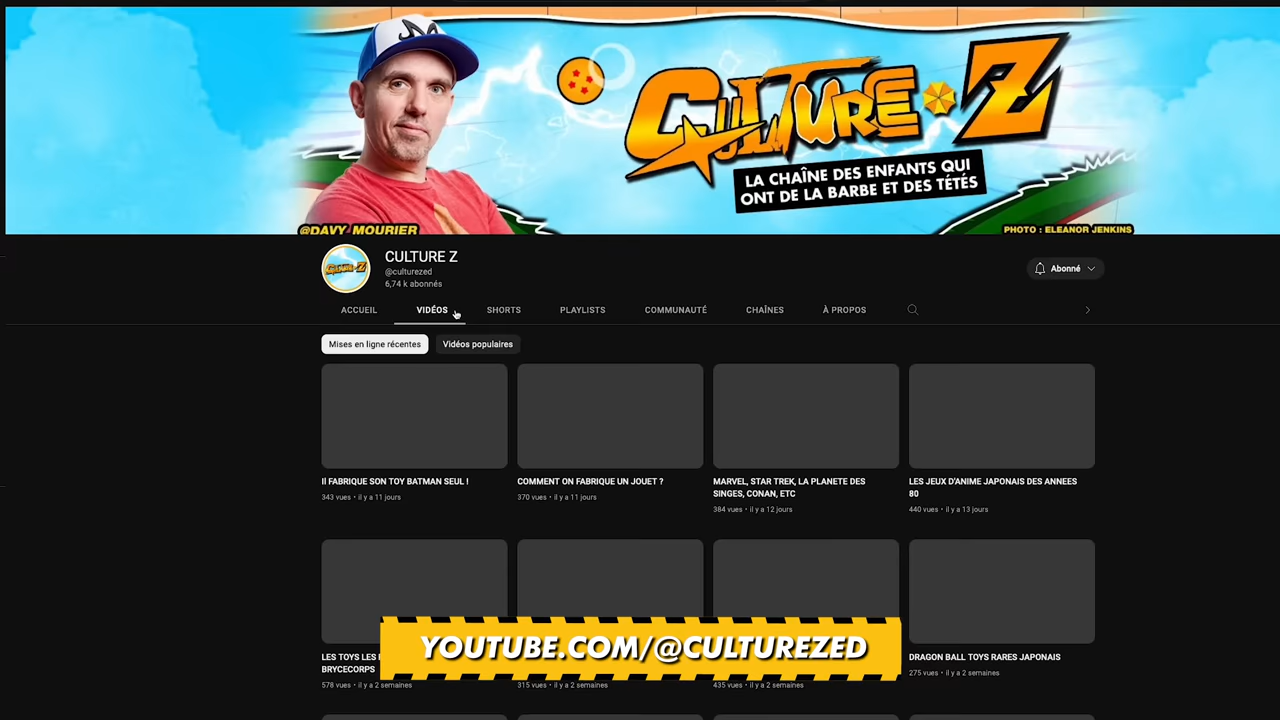 CULTURE Z
LA CHAÎNE DES ENFANTS QUI
ONT DE LA BARBE ET DES TÉTÉS
@DAVY MOURIER
PHOTO : ELEANOR JENKINS
CULTURE Z
CULTURE Z
@culturezed
6,74 k abonnés
Abonné
ACCUEIL VIDÉOS SHORTS PLAYLISTS COMMUNAUTÉ CHAÎNES À PROPOS
Mises en ligne récentes Vidéos populaires
Il FABRIQUE SON TOY BATMAN SEUL !
343 vues • il y a 11 jours
COMMENT ON FABRIQUE UN JOUET ?
370 vues • il y a 11 jours
MARVEL, STAR TREK, LA PLANETE DES
SINGES, CONAN, ETC
384 vues • il y a 12 jours
LES JEUX D'ANIME JAPONAIS DES ANNEES
80
440 vues • il y a 13 jours
LES TOYS LES
BRYCECORPS
578 vues • il y a 2 semaines
315 vues • il y a 2 semaines
435 vues • il y a 2 semaines
DRAGON BALL TOYS RARES JAPONAIS
275 vues • il y a 2 semaines
YOUTUBE.COM/@CULTUREZED